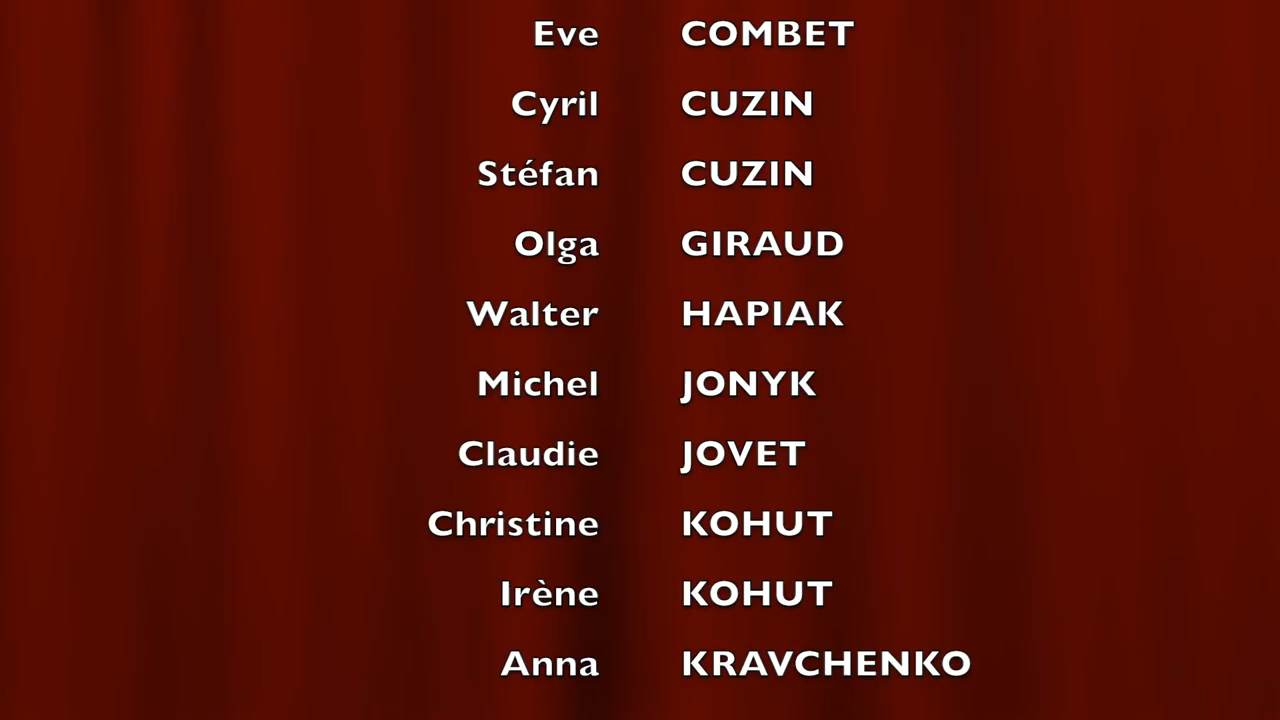 Eve COMBET
Cyril CUZIN
Stéfan CUZIN
Olga GIRAUD
Walter HAPIAK
Michel JONYK
Claudie JOVET
Christine KOHUT
Irène KOHUT
Anna KRAVCHENKO